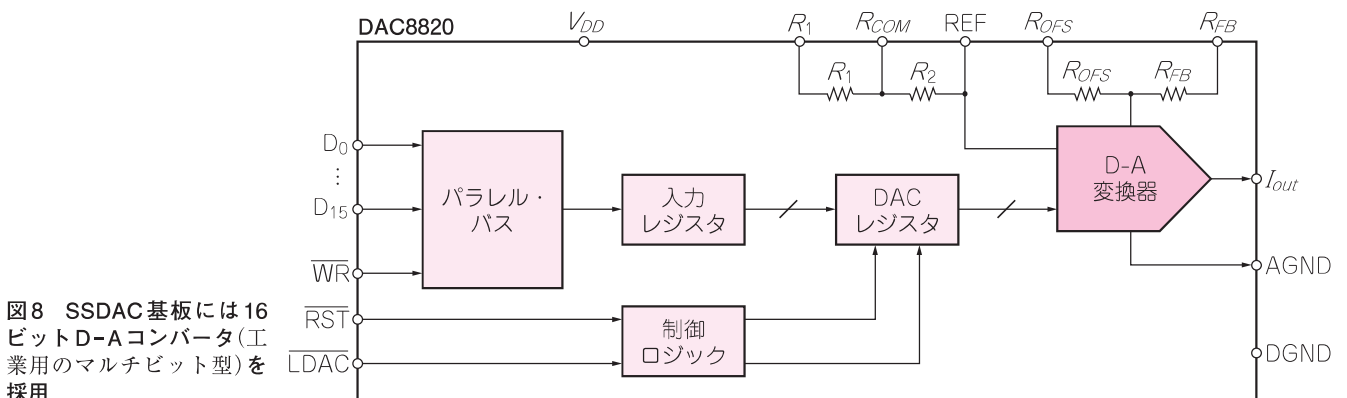 DAC8820
V_DD
R_1
R_COM
REF
R_OFS
R_FB
R_1
R_2
R_OFS
R_FB
D_0
⋮
D_15
W̅R̅
R̅S̅T̅
L̅D̅A̅C̅
パラレル・
バス
入力
レジスタ
DAC
レジスタ
制御
ロジック
D-A
変換器
I_out
AGND
DGND
図8 SSDAC基板には16
ビットD-Aコンバータ(工
業用のマルチビット型)を
採用